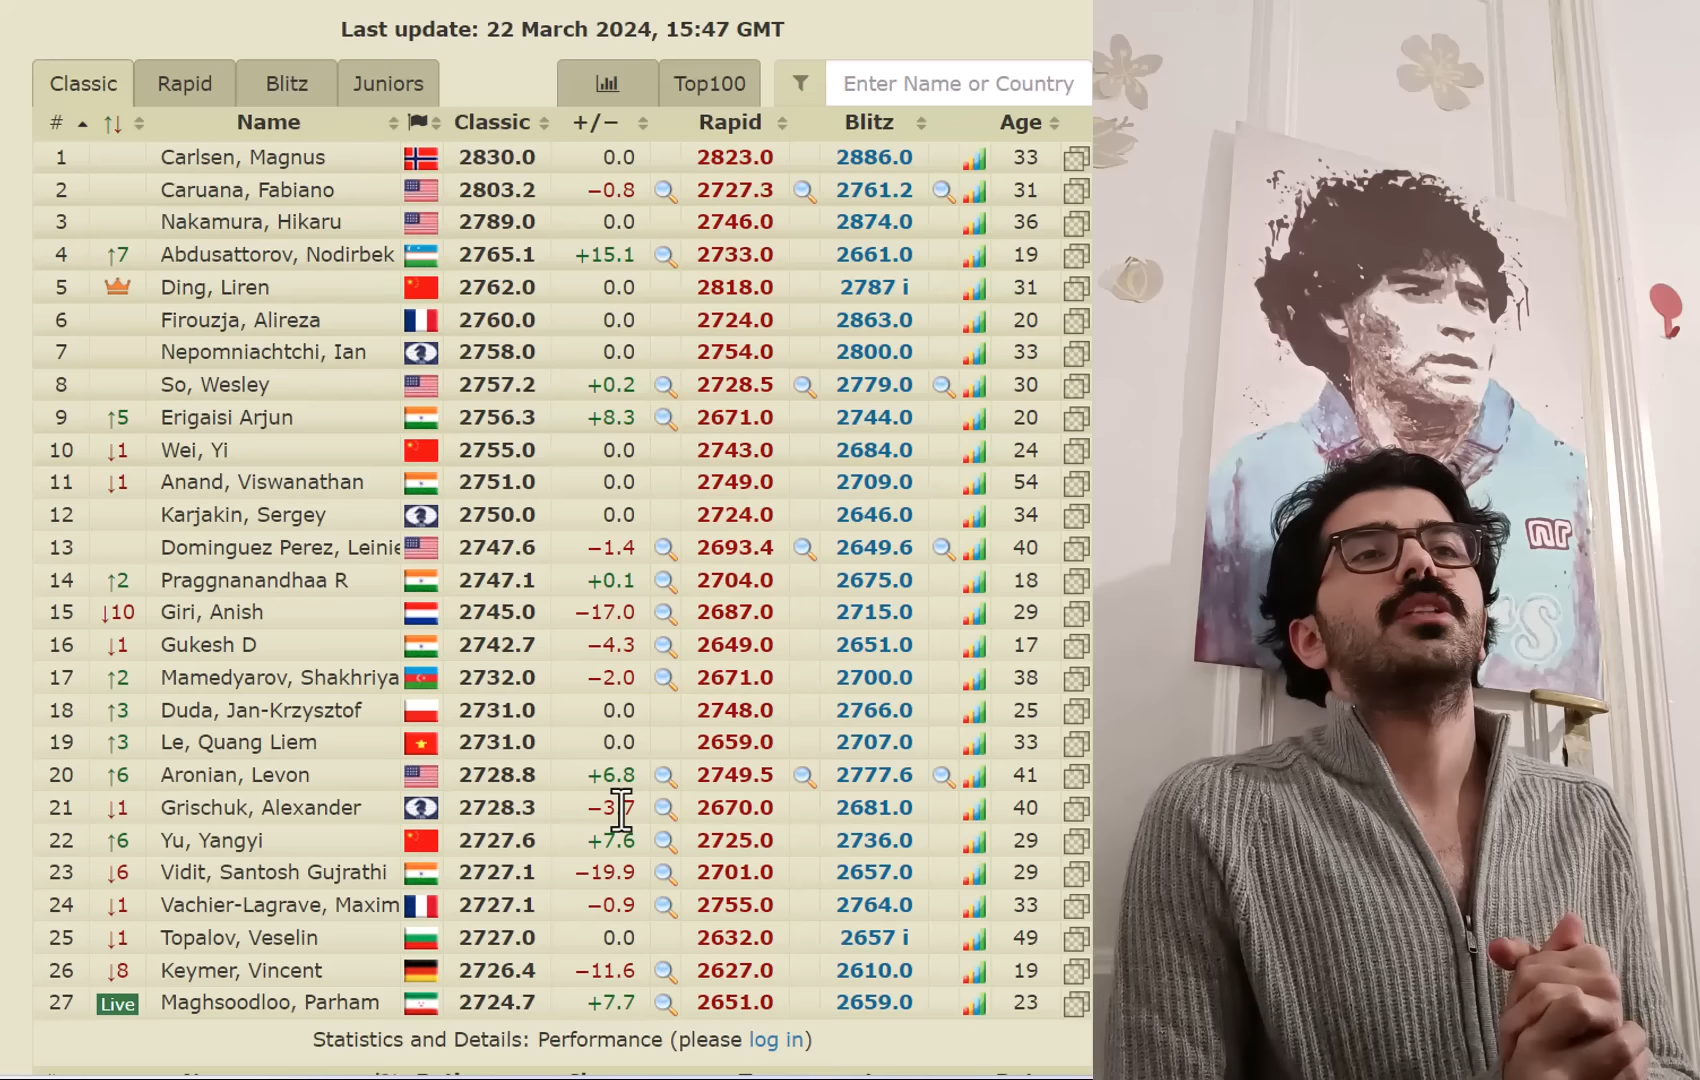 Last update: 22 March 2024, 15:47 GMT
Classic Rapid Blitz Juniors Top100 Enter Name or Country
# Name Classic +/− Rapid Blitz Age
1 Carlsen, Magnus 2830.0 0.0 2823.0 2886.0 33
2 Caruana, Fabiano 2803.2 −0.8 2727.3 2761.2 31
3 Nakamura, Hikaru 2789.0 0.0 2746.0 2874.0 36
4 ↑7 Abdusattorov, Nodirbek 2765.1 +15.1 2733.0 2661.0 19
5 Ding, Liren 2762.0 0.0 2818.0 2787 i 31
6 Firouzja, Alireza 2760.0 0.0 2724.0 2863.0 20
7 Nepomniachtchi, Ian 2758.0 0.0 2754.0 2800.0 33
8 So, Wesley 2757.2 +0.2 2728.5 2779.0 30
9 ↑5 Erigaisi Arjun 2756.3 +8.3 2671.0 2744.0 20
10 ↓1 Wei, Yi 2755.0 0.0 2743.0 2684.0 24
11 ↓1 Anand, Viswanathan 2751.0 0.0 2749.0 2709.0 54
12 Karjakin, Sergey 2750.0 0.0 2724.0 2646.0 34
13 Dominguez Perez, Leinie 2747.6 −1.4 2693.4 2649.6 40
14 ↑2 Praggnanandhaa R 2747.1 +0.1 2704.0 2675.0 18
15 ↓10 Giri, Anish 2745.0 −17.0 2687.0 2715.0 29
16 ↓1 Gukesh D 2742.7 −4.3 2649.0 2651.0 17
17 ↑2 Mamedyarov, Shakhriya 2732.0 −2.0 2671.0 2700.0 38
18 ↑3 Duda, Jan-Krzysztof 2731.0 0.0 2748.0 2766.0 25
19 ↑3 Le, Quang Liem 2731.0 0.0 2659.0 2707.0 33
20 ↑6 Aronian, Levon 2728.8 +6.8 2749.5 2777.6 41
21 ↓1 Grischuk, Alexander 2728.3 −3.7 2670.0 2681.0 40
22 ↑6 Yu, Yangyi 2727.6 +7.6 2725.0 2736.0 29
23 ↓6 Vidit, Santosh Gujrathi 2727.1 −19.9 2701.0 2657.0 29
24 ↓1 Vachier-Lagrave, Maxim 2727.1 −0.9 2755.0 2764.0 33
25 ↓1 Topalov, Veselin 2727.0 0.0 2632.0 2657 i 49
26 ↓8 Keymer, Vincent 2726.4 −11.6 2627.0 2610.0 19
27 Live Maghsoodloo, Parham 2724.7 +7.7 2651.0 2659.0 23
Statistics and Details: Performance (please log in)